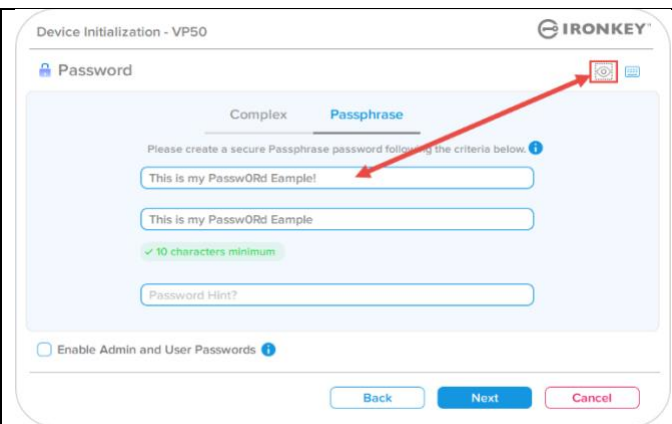 Device Initialization - VP50
IRONKEY™
Password
Complex
Passphrase
Please create a secure Passphrase password following the criteria below.
This is my Passw0Rd Eample!
This is my Passw0Rd Eample
✓ 10 characters minimum
Password Hint?
Enable Admin and User Passwords
Back
Next
Cancel